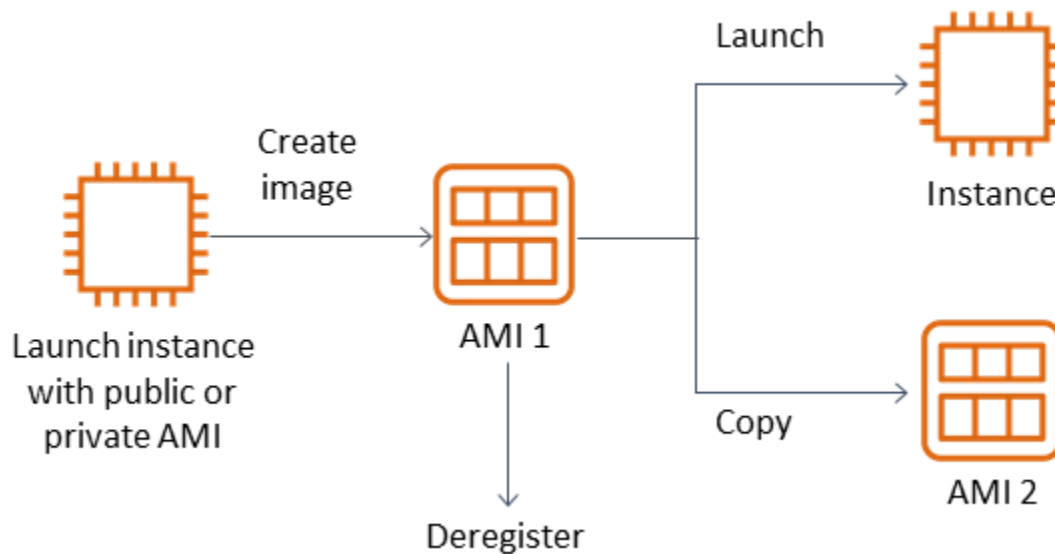 Launch
Create
image
Instance
AMI 1
Launch instance
with public or
private AMI
Copy
AMI 2
Deregister